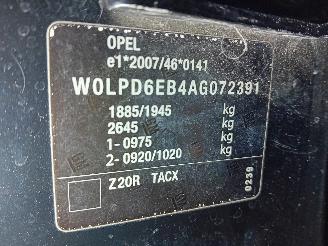 OPEL
e1*2007/46*0141
W0LPD6EB4AG072391
1885/1945 kg
2645 kg
1-0975 kg
2-0920/1020 kg
Z20R TACX
0239